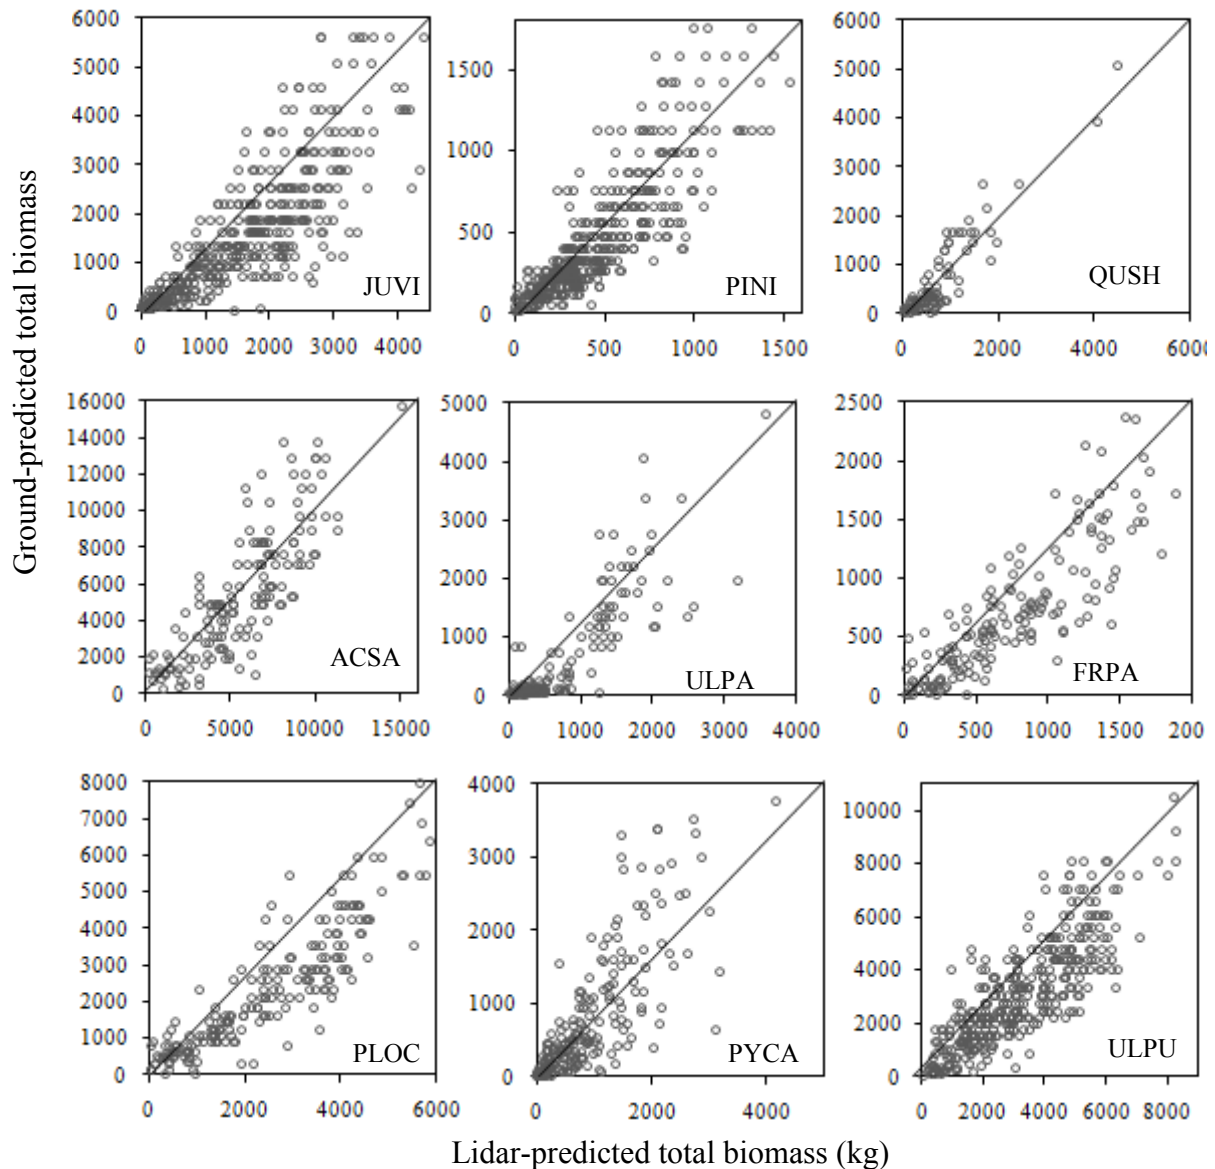 Ground-predicted total biomass
6000
5000
4000
3000
2000
1000
0
0 1000 2000 3000 4000
JUVI
1500
1000
500
0
0 500 1000 1500
PINI
6000
5000
4000
3000
2000
1000
0
0 2000 4000 6000
QUSH
16000
14000
12000
10000
8000
6000
4000
2000
0
0 5000 10000 15000
ACSA
5000
4000
3000
2000
1000
0
0 1000 2000 3000 4000
ULPA
2500
2000
1500
1000
500
0
0 500 1000 1500 200
FRPA
8000
7000
6000
5000
4000
3000
2000
1000
0
0 2000 4000 6000
PLOC
4000
3000
2000
1000
0
0 2000 4000
PYCA
10000
8000
6000
4000
2000
0
0 2000 4000 6000 8000
ULPU
Lidar-predicted total biomass (kg)